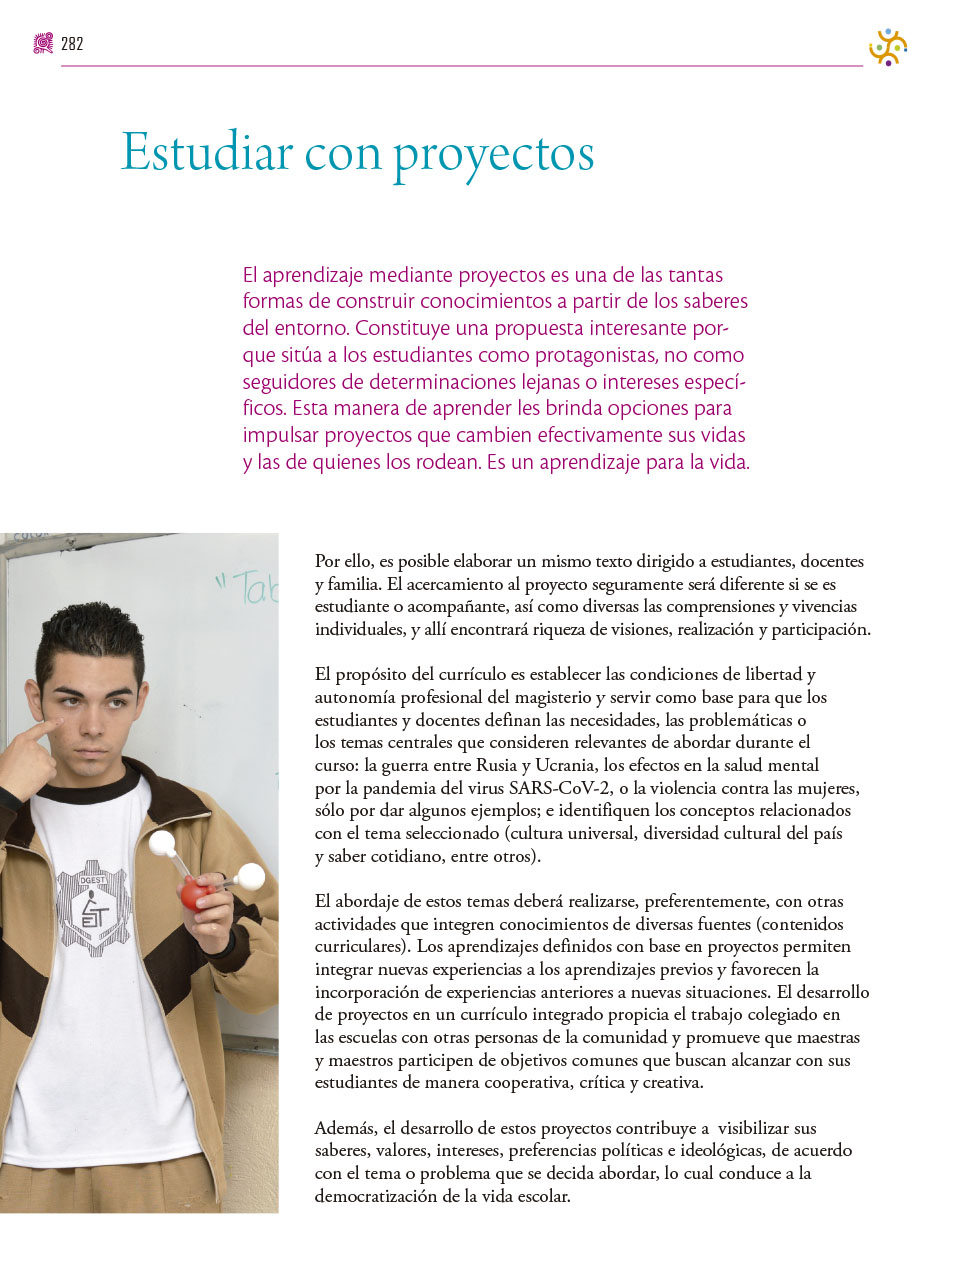 282
Estudiar con proyectos
El aprendizaje mediante proyectos es una de las tantas
formas de construir conocimientos a partir de los saberes
del entorno. Constituye una propuesta interesante por-
que sitúa a los estudiantes como protagonistas, no como
seguidores de determinaciones lejanas o intereses especí-
ficos. Esta manera de aprender les brinda opciones para
impulsar proyectos que cambien efectivamente sus vidas
y las de quienes los rodean. Es un aprendizaje para la vida.
"Tab
DGEST
EST
Por ello, es posible elaborar un mismo texto dirigido a estudiantes, docentes
y familia. El acercamiento al proyecto seguramente será diferente si se es
estudiante o acompañante, así como diversas las comprensiones y vivencias
individuales, y allí encontrará riqueza de visiones, realización y participación.
El propósito del currículo es establecer las condiciones de libertad y
autonomía profesional del magisterio y servir como base para que los
estudiantes y docentes definan las necesidades, las problemáticas o
los temas centrales que consideren relevantes de abordar durante el
curso: la guerra entre Rusia y Ucrania, los efectos en la salud mental
por la pandemia del virus SARS-CoV-2, o la violencia contra las mujeres,
sólo por dar algunos ejemplos; e identifiquen los conceptos relacionados
con el tema seleccionado (cultura universal, diversidad cultural del país
y saber cotidiano, entre otros).
El abordaje de estos temas deberá realizarse, preferentemente, con otras
actividades que integren conocimientos de diversas fuentes (contenidos
curriculares). Los aprendizajes definidos con base en proyectos permiten
integrar nuevas experiencias a los aprendizajes previos y favorecen la
incorporación de experiencias anteriores a nuevas situaciones. El desarrollo
de proyectos en un currículo integrado propicia el trabajo colegiado en
las escuelas con otras personas de la comunidad y promueve que maestras
y maestros participen de objetivos comunes que buscan alcanzar con sus
estudiantes de manera cooperativa, crítica y creativa.
Además, el desarrollo de estos proyectos contribuye a visibilizar sus
saberes, valores, intereses, preferencias políticas e ideológicas, de acuerdo
con el tema o problema que se decida abordar, lo cual conduce a la
democratización de la vida escolar.